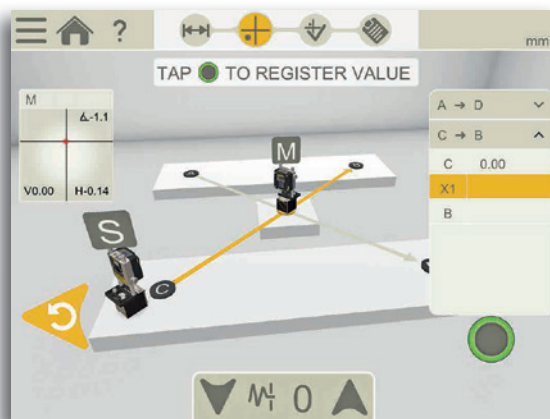 ?
mm
TAP TO REGISTER VALUE
M
∡-1.1
V0.00 H-0.14
A → D
C → B
C 0.00
X1
B
M
A
S
C
0